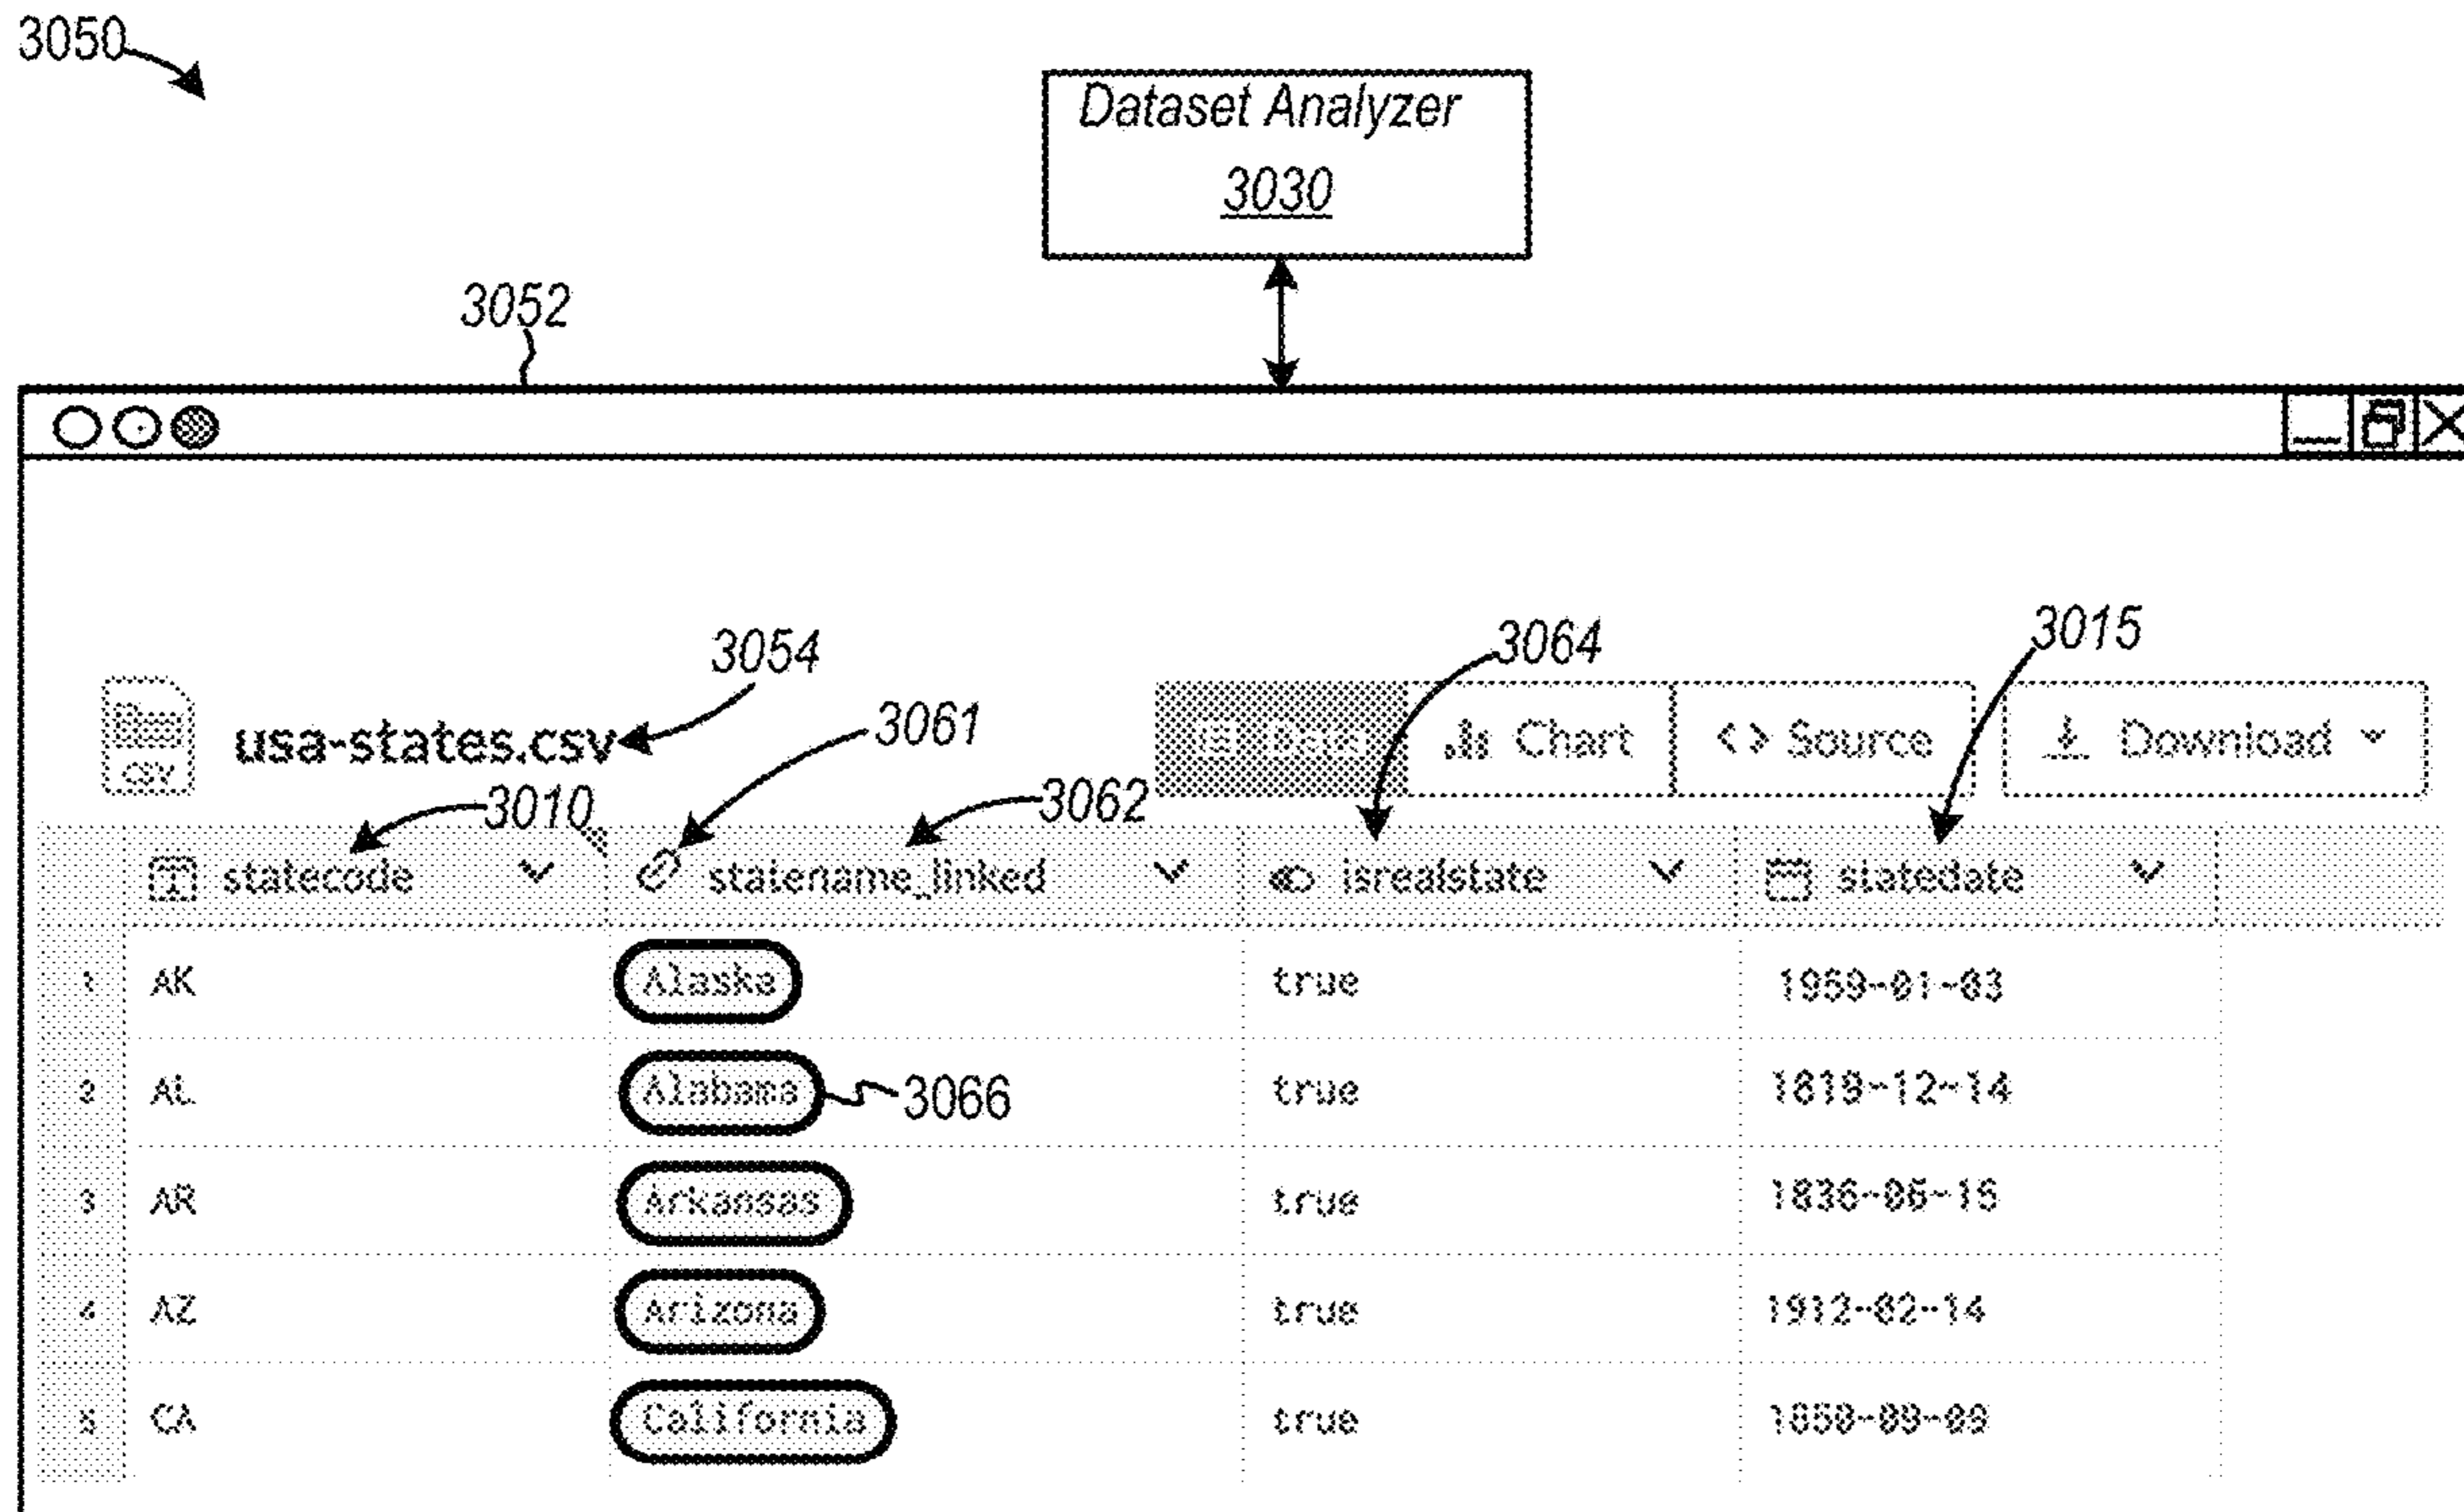 3050
Dataset Analyzer
3030
3052
3054
3064
3015
3061
usa-states.csv
CSV
Data
Chart
<> Source
Download
3010
3062
statecode
statename_linked
isrealstate
statedate
1 AK Alaska true 1959-01-03
2 AL Alabama true 1819-12-14
3066
3 AR Arkansas true 1836-06-15
4 AZ Arizona true 1912-02-14
5 CA California true 1850-09-09